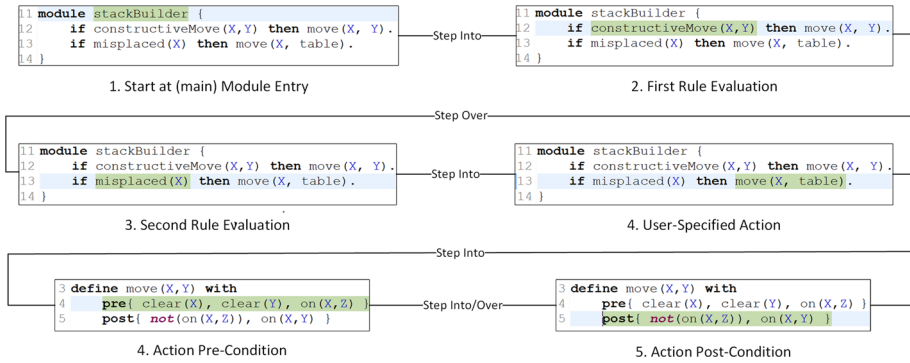 11 module stackBuilder {
12 if constructiveMove(X,Y) then move(X, Y).
13 if misplaced(X) then move(X, table).
14 }
1. Start at (main) Module Entry
Step Into
11 module stackBuilder {
12 if constructiveMove(X,Y) then move(X, Y).
13 if misplaced(X) then move(X, table).
14 }
2. First Rule Evaluation
Step Over
11 module stackBuilder {
12 if constructiveMove(X,Y) then move(X, Y).
13 if misplaced(X) then move(X, table).
14 }
3. Second Rule Evaluation
Step Into
11 module stackBuilder {
12 if constructiveMove(X,Y) then move(X, Y).
13 if misplaced(X) then move(X, table).
14 }
4. User-Specified Action
Step Into
3 define move(X,Y) with
4 pre{ clear(X), clear(Y), on(X,Z) }
5 post{ not(on(X,Z)), on(X,Y) }
4. Action Pre-Condition
Step Into/Over
3 define move(X,Y) with
4 pre{ clear(X), clear(Y), on(X,Z) }
5 post{ not(on(X,Z)), on(X,Y) }
5. Action Post-Condition